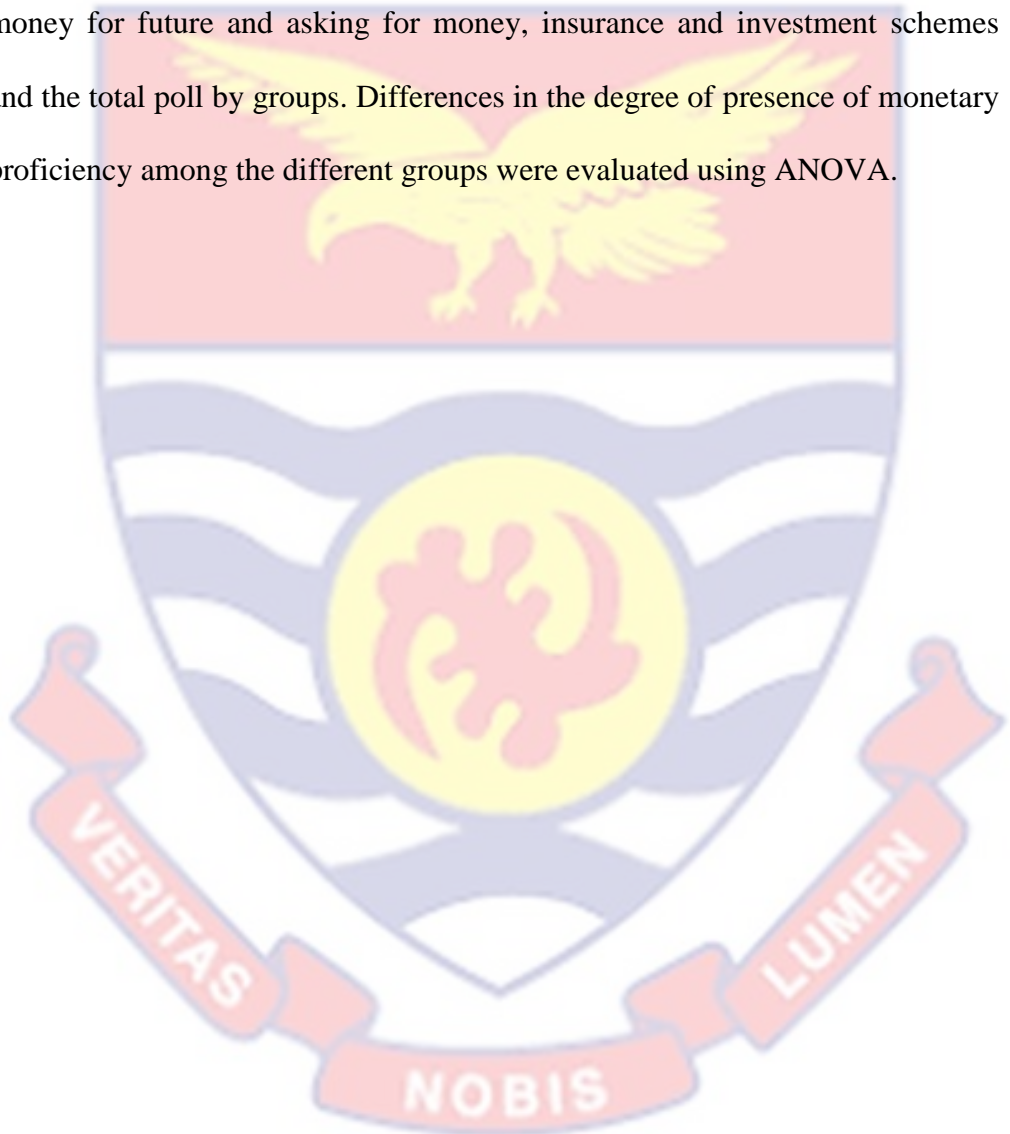 money for future and asking for money, insurance and investment schemes
and the total poll by groups. Differences in the degree of presence of monetary
proficiency among the different groups were evaluated using ANOVA.
VERITAS
NOBIS
LUMEN